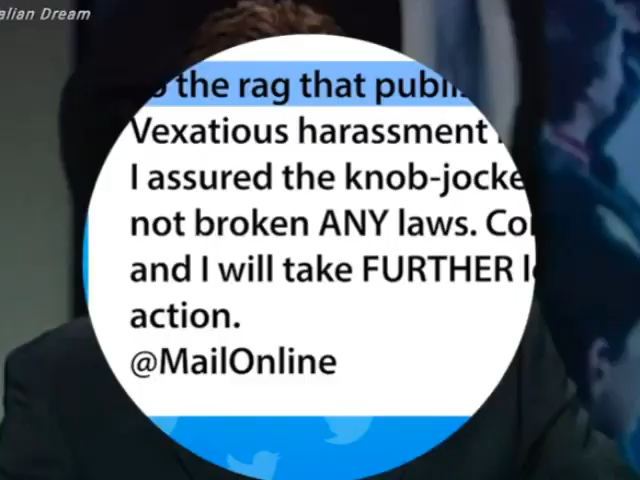 alian Dream
the rag that publi
Vexatious harassment
I assured the knob-jocke
not broken ANY laws. Co
and I will take FURTHER l
action.
@MailOnline